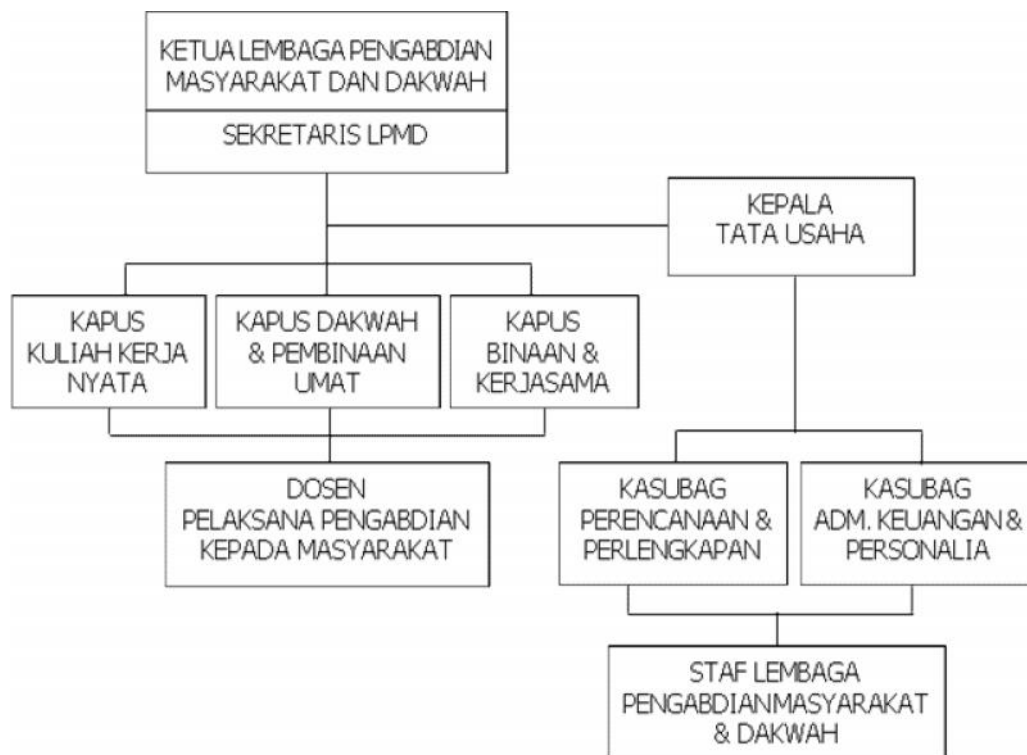 KETUA LEMBAGA PENGABDIAN
MASYARAKAT DAN DAKWAH
SEKRETARIS LPMD
KEPALA
TATA USAHA
KAPUS
KULIAH KERJA
NYATA
KAPUS DAKWAH
& PEMBINAAN
UMAT
KAPUS
BINAAN &
KERJASAMA
DOSEN
PELAKSANA PENGABDIAN
KEPADA MASYARAKAT
KASUBAG
PERENCANAAN &
PERLENGKAPAN
KASUBAG
ADM. KEUANGAN &
PERSONALIA
STAF LEMBAGA
PENGABDIANMASYARAKAT
& DAKWAH